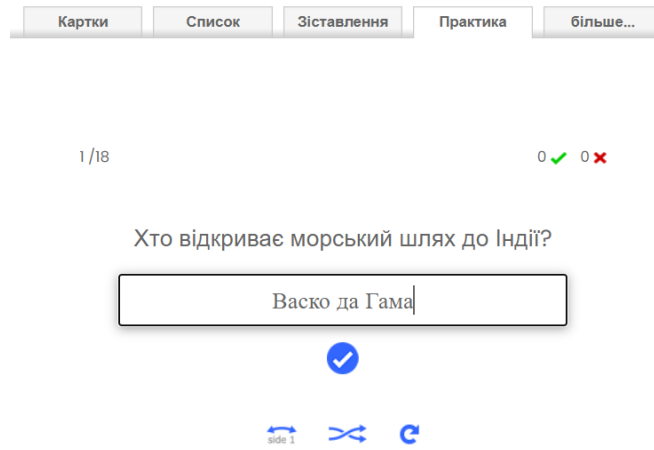 Картки Список Зіставлення Практика більше...
1 /18 0 0
Хто відкриває морський шлях до Індії?
Васко да Гама
side 1